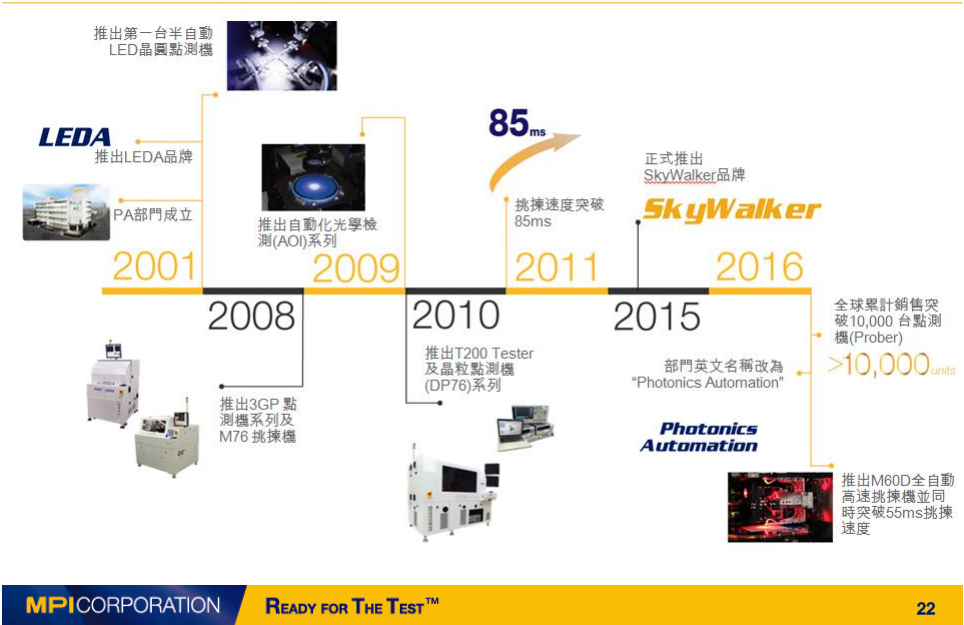 推出第一台半自動
LED晶圓點測機
LEDA
推出LEDA品牌
PA部門成立
2001
推出自動化光學檢
測(AOI)系列
2009
85ms
挑揀速度突破
85ms
2011
正式推出
SkyWalker品牌
SkyWalker
2016
2008
推出3GP 點
測機系列及
M76 挑揀機
2010
推出T200 Tester
及晶粒點測機
(DP76)系列
2015
部門英文名稱改為
“Photonics Automation”
Photonics
Automation
全球累計銷售突
破10,000 台點測
機(Prober)
>10,000units
推出M60D全自動
高速挑揀機並同
時突破55ms挑揀
速度
MPICORPORATION
READY FOR THE TEST™
22